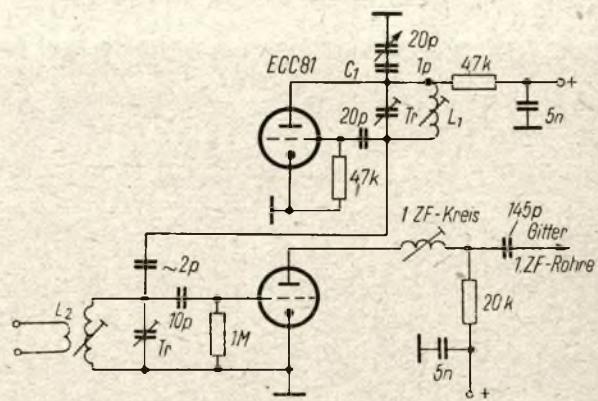 20p
ECC81
C1
1p
47k
+
20p
Tr
L1
5n
47k
1 ZF-Kreis
145p
Gitter
1.ZF-Rohre
~2p
L2
10p
Tr
1M
20k
5n
+